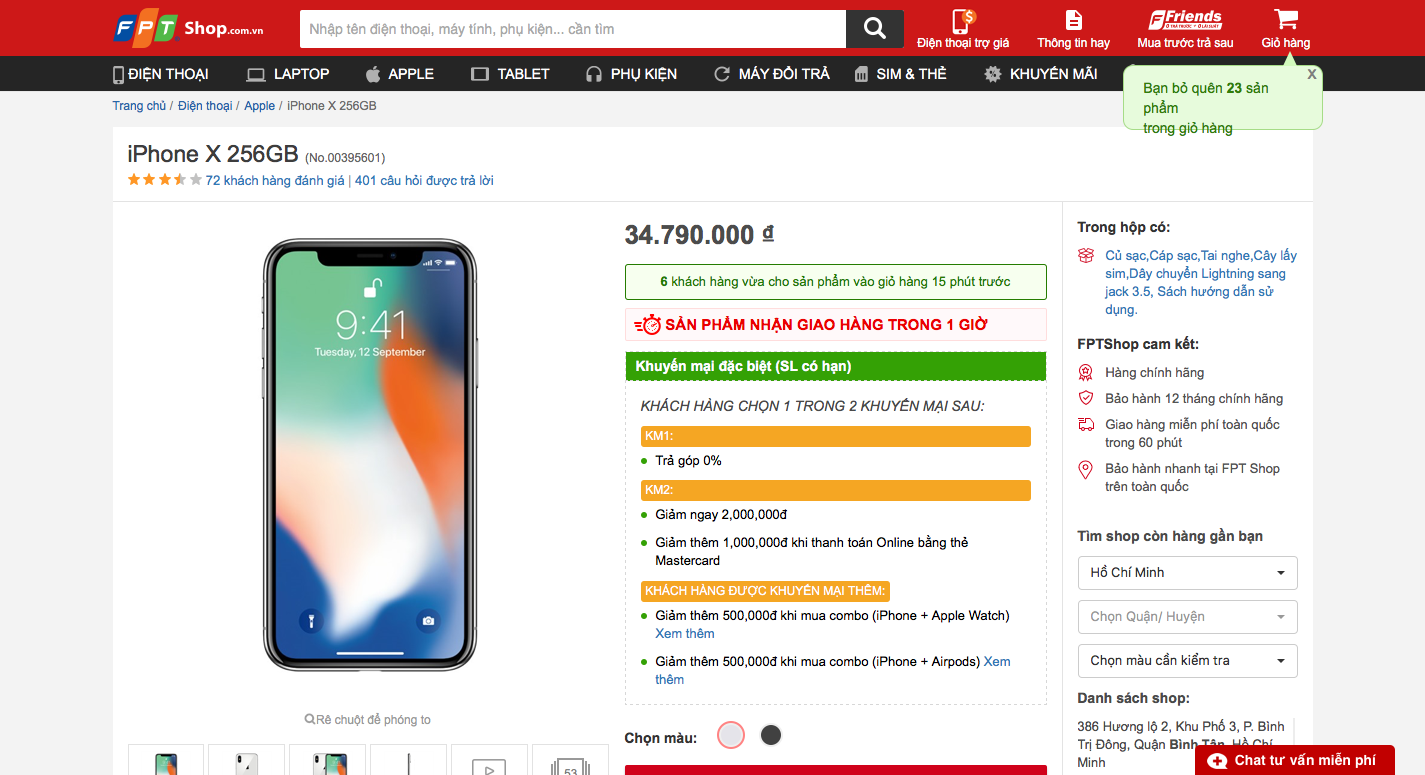 FPT Shop.com.vn
Nhập tên điện thoại, máy tính, phụ kiện... cần tìm
Điện thoại trợ giá
Thông tin hay
Friends
Mua trước trả sau
Giỏ hàng
ĐIỆN THOẠI
LAPTOP
APPLE
TABLET
PHỤ KIỆN
MÁY ĐỔI TRẢ
SIM & THẺ
KHUYẾN MÃI
X
Bạn bỏ quên 23 sản
phẩm
trong giỏ hàng
Trang chủ / Điện thoại / Apple / iPhone X 256GB
iPhone X 256GB (No.00395601)
72 khách hàng đánh giá | 401 câu hỏi được trả lời
9:41
Tuesday, 12 September
Rê chuột để phóng to
53
34.790.000 ₫
6 khách hàng vừa cho sản phẩm vào giỏ hàng 15 phút trước
SẢN PHẨM NHẬN GIAO HÀNG TRONG 1 GIỜ
Khuyến mại đặc biệt (SL có hạn)
KHÁCH HÀNG CHỌN 1 TRONG 2 KHUYẾN MẠI SAU:
KM1:
Trả góp 0%
KM2:
Giảm ngay 2,000,000đ
Giảm thêm 1,000,000đ khi thanh toán Online bằng thẻ
Mastercard
KHÁCH HÀNG ĐƯỢC KHUYẾN MẠI THÊM:
Giảm thêm 500,000đ khi mua combo (iPhone + Apple Watch)
Xem thêm
Giảm thêm 500,000đ khi mua combo (iPhone + Airpods) Xem
thêm
Chọn màu:
Trong hộp có:
Củ sạc,Cáp sạc,Tai nghe,Cây lấy
sim,Dây chuyển Lightning sang
jack 3.5, Sách hướng dẫn sử
dụng.
FPTShop cam kết:
Hàng chính hãng
Bảo hành 12 tháng chính hãng
Giao hàng miễn phí toàn quốc
trong 60 phút
Bảo hành nhanh tại FPT Shop
trên toàn quốc
Tìm shop còn hàng gần bạn
Hồ Chí Minh
Chọn Quận/ Huyện
Chọn màu cần kiểm tra
Danh sách shop:
386 Hương lộ 2, Khu Phố 3, P. Bình
Trị Đông, Quận Bình Tân, Hồ Chí
Minh
Chat tư vấn miễn phí